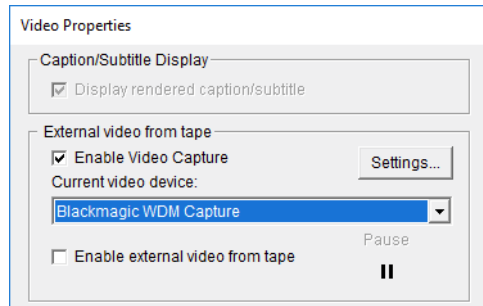 Video Properties
Caption/Subtitle Display
Display rendered caption/subtitle
External video from tape
Enable Video Capture
Settings...
Current video device:
Blackmagic WDM Capture
Pause
Enable external video from tape